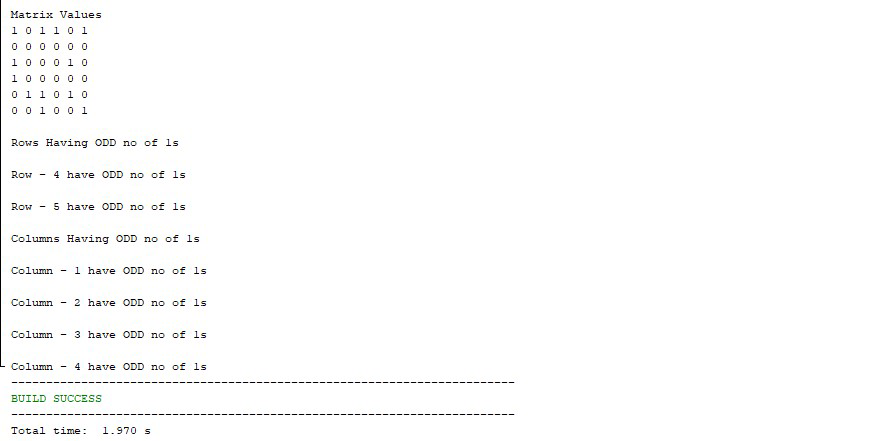 Matrix Values
1 0 1 1 0 1
0 0 0 0 0 0
1 0 0 0 1 0
1 0 0 0 0 0
0 1 1 0 1 0
0 0 1 0 0 1
Rows Having ODD no of 1s
Row - 4 have ODD no of 1s
Row - 5 have ODD no of 1s
Columns Having ODD no of 1s
Column - 1 have ODD no of 1s
Column - 2 have ODD no of 1s
Column - 3 have ODD no of 1s
Column - 4 have ODD no of 1s
------------------------------------------------------------------------
BUILD SUCCESS
------------------------------------------------------------------------
Total time:  1.970 s